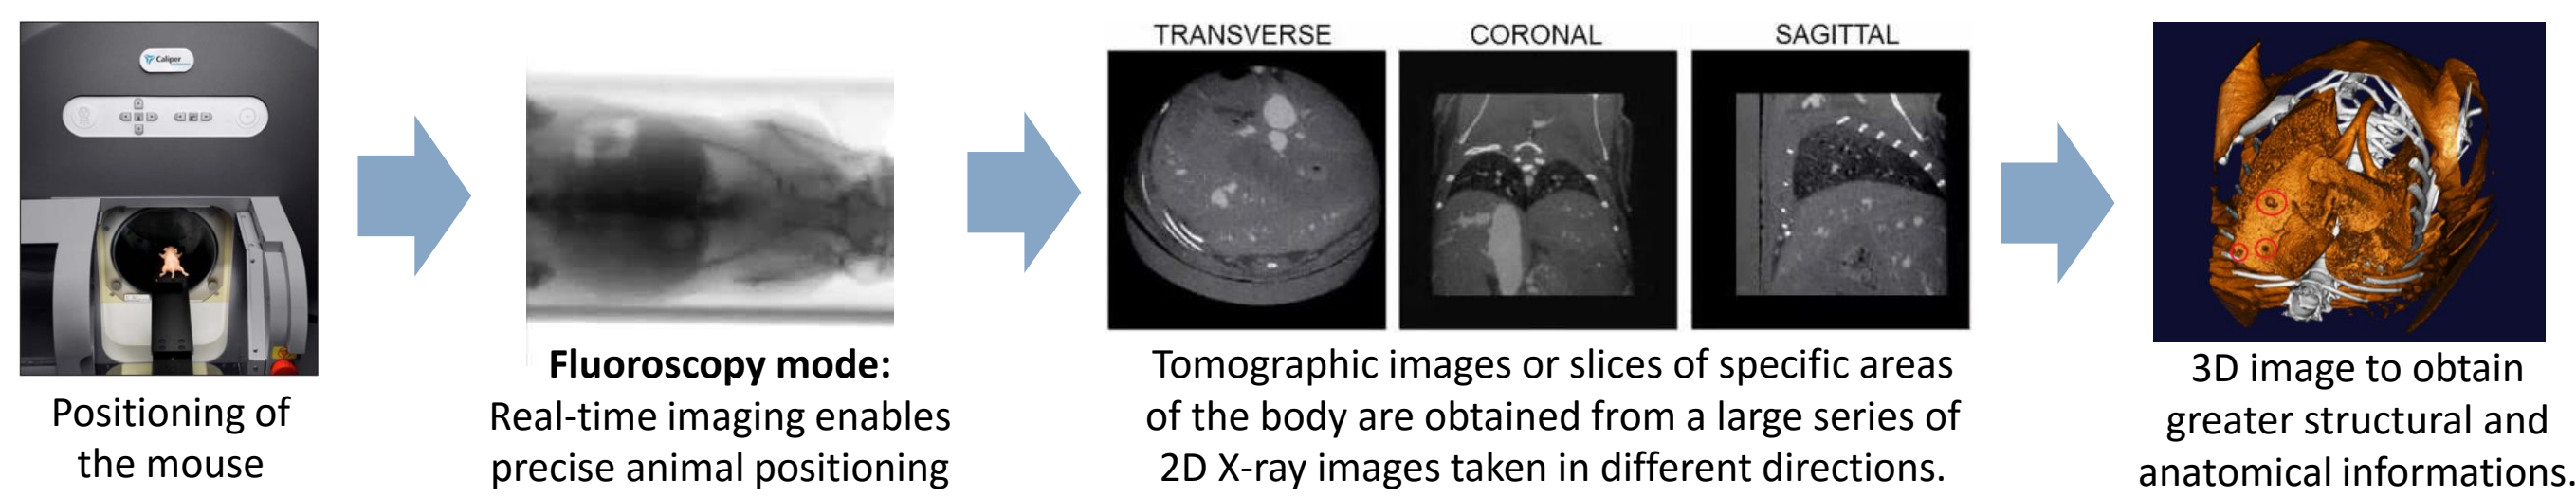 Caliper
Positioning of
the mouse
Fluoroscopy mode:
Real-time imaging enables
precise animal positioning
TRANSVERSE
CORONAL
SAGITTAL
Tomographic images or slices of specific areas
of the body are obtained from a large series of
2D X-ray images taken in different directions.
3D image to obtain
greater structural and
anatomical informations.